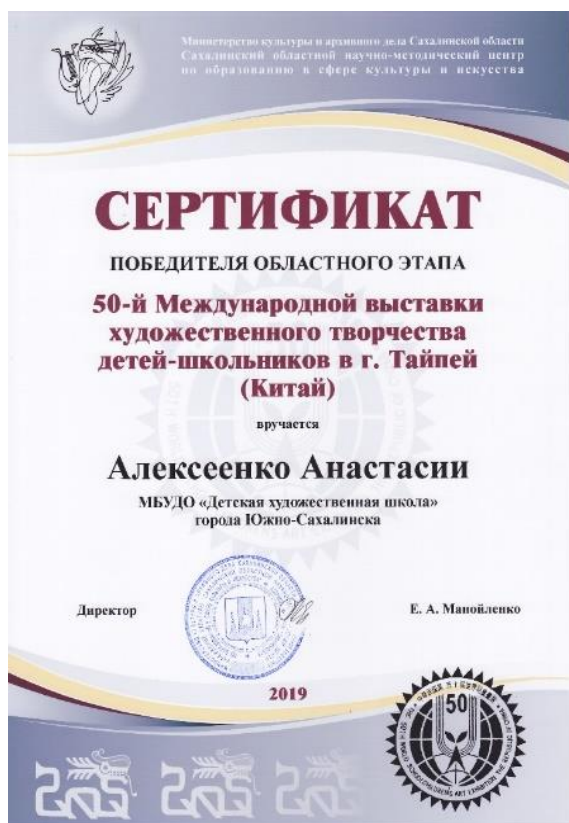 Министерство культуры и архивного дела Сахалинской области
Сахалинский областной научно-методический центр
по образованию в сфере культуры и искусства
СЕРТИФИКАТ
ПОБЕДИТЕЛЯ ОБЛАСТНОГО ЭТАПА
50-й Международной выставки
художественного творчества
детей-школьников в г. Тайпей
(Китай)
вручается
Алексеенко Анастасии
МБУДО «Детская художественная школа»
города Южно-Сахалинска
Директор
Е. А. Манойленко
2019
50